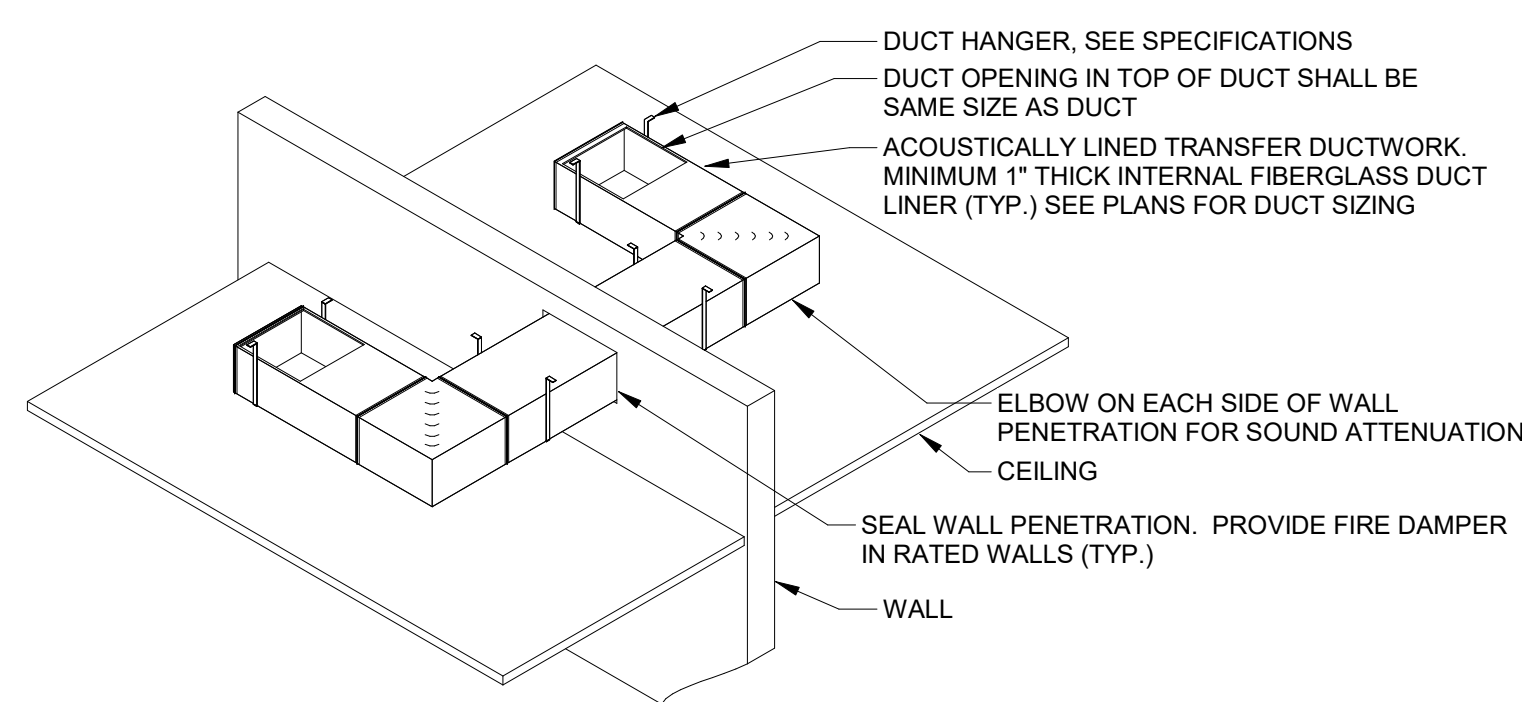 DUCT HANGER, SEE SPECIFICATIONS
DUCT OPENING IN TOP OF DUCT SHALL BE
SAME SIZE AS DUCT
ACOUSTICALLY LINED TRANSFER DUCTWORK.
MINIMUM 1" THICK INTERNAL FIBERGLASS DUCT
LINER (TYP.) SEE PLANS FOR DUCT SIZING
ELBOW ON EACH SIDE OF WALL
PENETRATION FOR SOUND ATTENUATION
CEILING
SEAL WALL PENETRATION. PROVIDE FIRE DAMPER
IN RATED WALLS (TYP.)
WALL